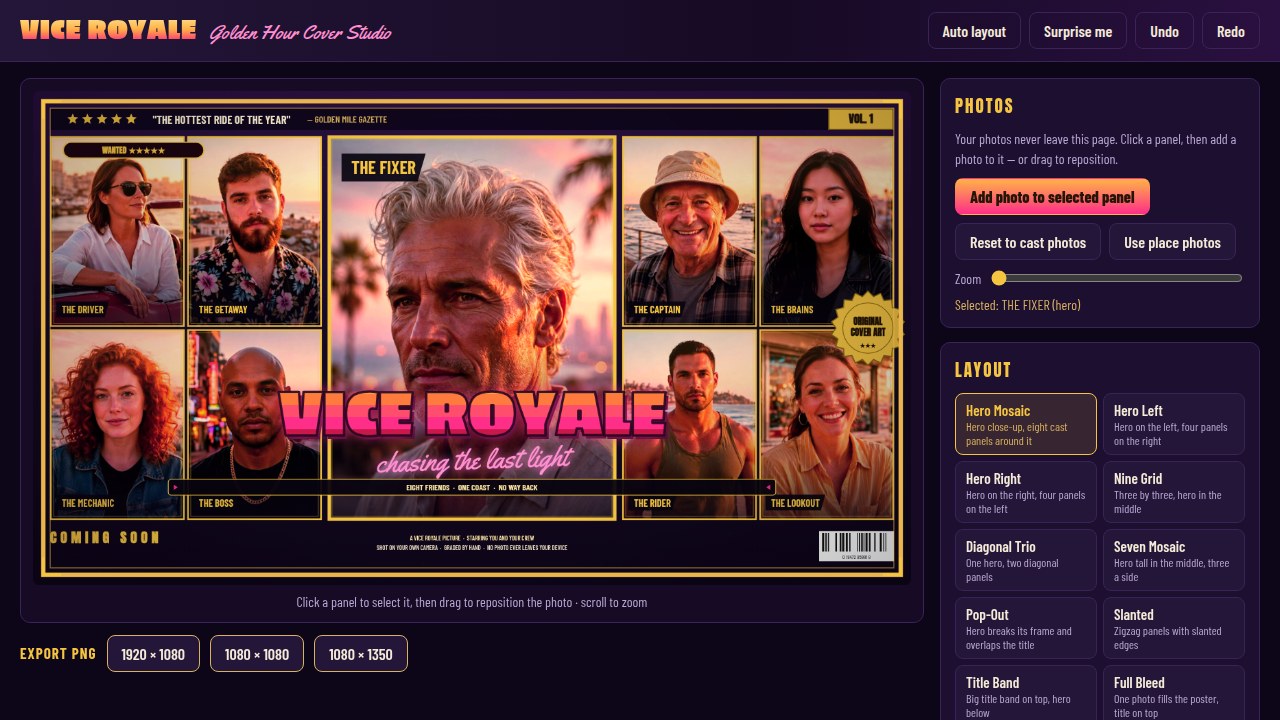 VICE ROYALE
Golden Hour Cover Studio
Auto layout
Surprise me
Undo
Redo
"THE HOTTEST RIDE OF THE YEAR"
— GOLDEN MILE GAZETTE
VOL. 1
WANTED ★★★★★
THE FIXER
THE DRIVER
THE GETAWAY
THE CAPTAIN
THE BRAINS
ORIGINAL
COVER ART
★★★
VICE ROYALE
chasing the last light
EIGHT FRIENDS · ONE COAST · NO WAY BACK
THE MECHANIC
THE BOSS
THE RIDER
THE LOOKOUT
COMING SOON
A VICE ROYALE PICTURE · STARRING YOU AND YOUR CREW
SHOT ON YOUR OWN CAMERA · GRADED BY HAND · NO PHOTO EVER LEAVES YOUR DEVICE
Click a panel to select it, then drag to reposition the photo · scroll to zoom
EXPORT PNG
1920 × 1080
1080 × 1080
1080 × 1350
PHOTOS
Your photos never leave this page. Click a panel, then add a
photo to it — or drag to reposition.
Add photo to selected panel
Reset to cast photos
Use place photos
Zoom
Selected: THE FIXER (hero)
LAYOUT
Hero Mosaic
Hero close-up, eight cast
panels around it
Hero Left
Hero on the left, four panels
on the right
Hero Right
Hero on the right, four panels
on the left
Nine Grid
Three by three, hero in the
middle
Diagonal Trio
One hero, two diagonal
panels
Seven Mosaic
Hero tall in the middle, three
a side
Pop-Out
Hero breaks its frame and
overlaps the title
Slanted
Zigzag panels with slanted
edges
Title Band
Big title band on top, hero
below
Full Bleed
One photo fills the poster,
title on top